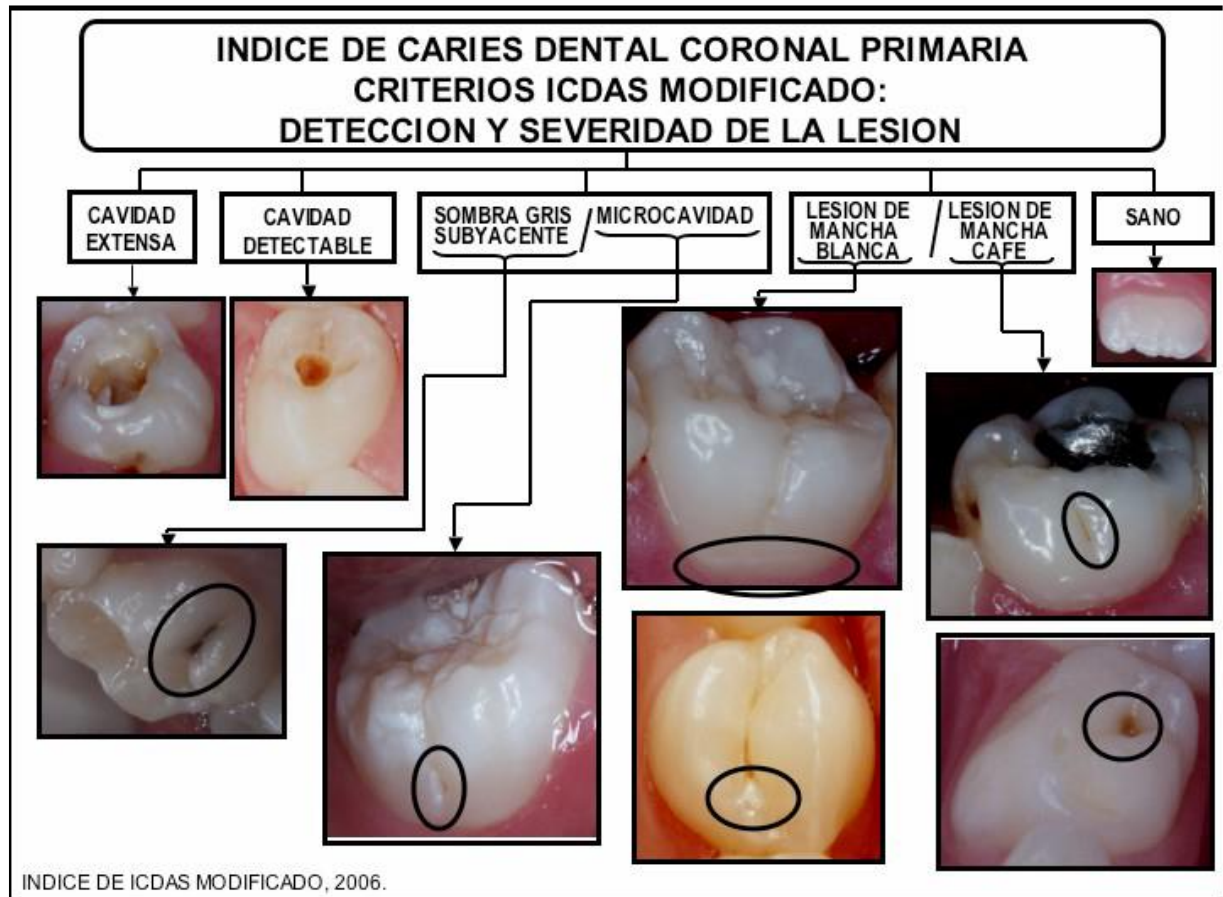 INDICE DE CARIES DENTAL CORONAL PRIMARIA
CRITERIOS ICDAS MODIFICADO:
DETECCION Y SEVERIDAD DE LA LESION
CAVIDAD
EXTENSA
CAVIDAD
DETECTABLE
SOMBRA GRIS
SUBYACENTE
/
MICROCAVIDAD
LESION DE
MANCHA
BLANCA
/
LESION DE
MANCHA
CAFE
SANO
INDICE DE ICDAS MODIFICADO, 2006.